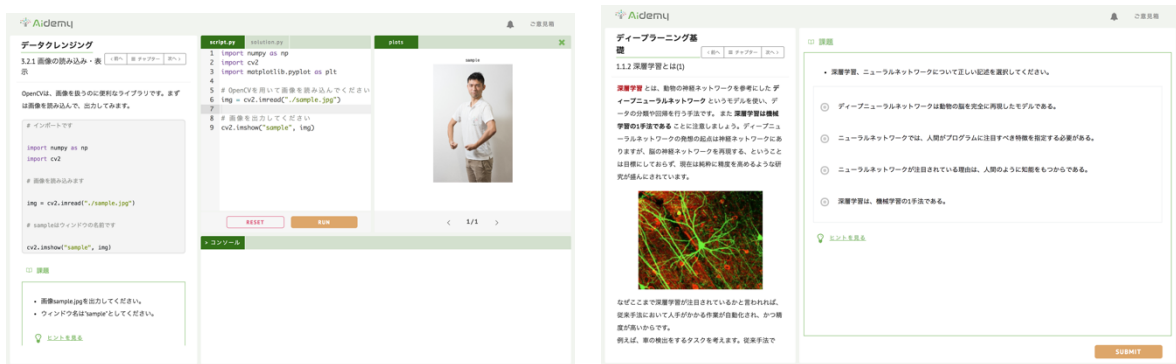 Aidemy
ご意見箱
データクレンジング
3.2.1 画像の読み込み・表示
< 前へ
チャプター
次へ >
OpenCVは、画像を扱うのに便利なライブラリです。まず
は画像を読み込んで、出力してみます。
# インポートです
import numpy as np
import cv2
# 画像を読み込みます
img = cv2.imread("./sample.jpg")
# sampleはウィンドウの名前です
cv2.imshow("sample", img)
課題
• 画像sample.jpgを出力してください。
• ウィンドウ名は"sample"としてください。
ヒントを見る
script.py
solution.py
1 import numpy as np
2 import cv2
3 import matplotlib.pyplot as plt
4
5 # OpenCVを用いて画像を読み込んでください
6 img = cv2.imread("./sample.jpg")
7
8 # 画像を出力してください
9 cv2.imshow("sample", img)
RESET
RUN
plots
sample
< 1/1 >
コンソール
Aidemy
ご意見箱
ディープラーニング基
礎
< 前へ
チャプター
次へ >
1.1.2 深層学習とは(1)
深層学習 とは、動物の神経ネットワークを参考にした デ
ィープニューラルネットワーク というモデルを使い、デ
ータの分類や回帰を行う手法です。 また 深層学習は機械
学習の1手法である ことに注意しましょう。ディープニュ
ーラルネットワークの発想の起点は神経ネットワークにあ
りますが、脳の神経ネットワークを再現する、ということ
は目標にしておらず、現在は純粋に精度を高めるような研
究が盛んにされています。
なぜここまで深層学習が注目されているかと言われれば、
従来手法において人手がかかる作業が自動化され、かつ精
度が高いからです。
例えば、車の検出をするタスクを考えます。従来手法で
課題
• 深層学習、ニューラルネットワークについて正しい記述を選択してください。
ディープニューラルネットワークは動物の脳を完全に再現したモデルである。
ニューラルネットワークでは、人間がプログラムに注目すべき特徴を指定する必要がある。
ニューラルネットワークが注目されている理由は、人間のように知能をもつからである。
深層学習は、機械学習の1手法である。
ヒントを見る
SUBMIT